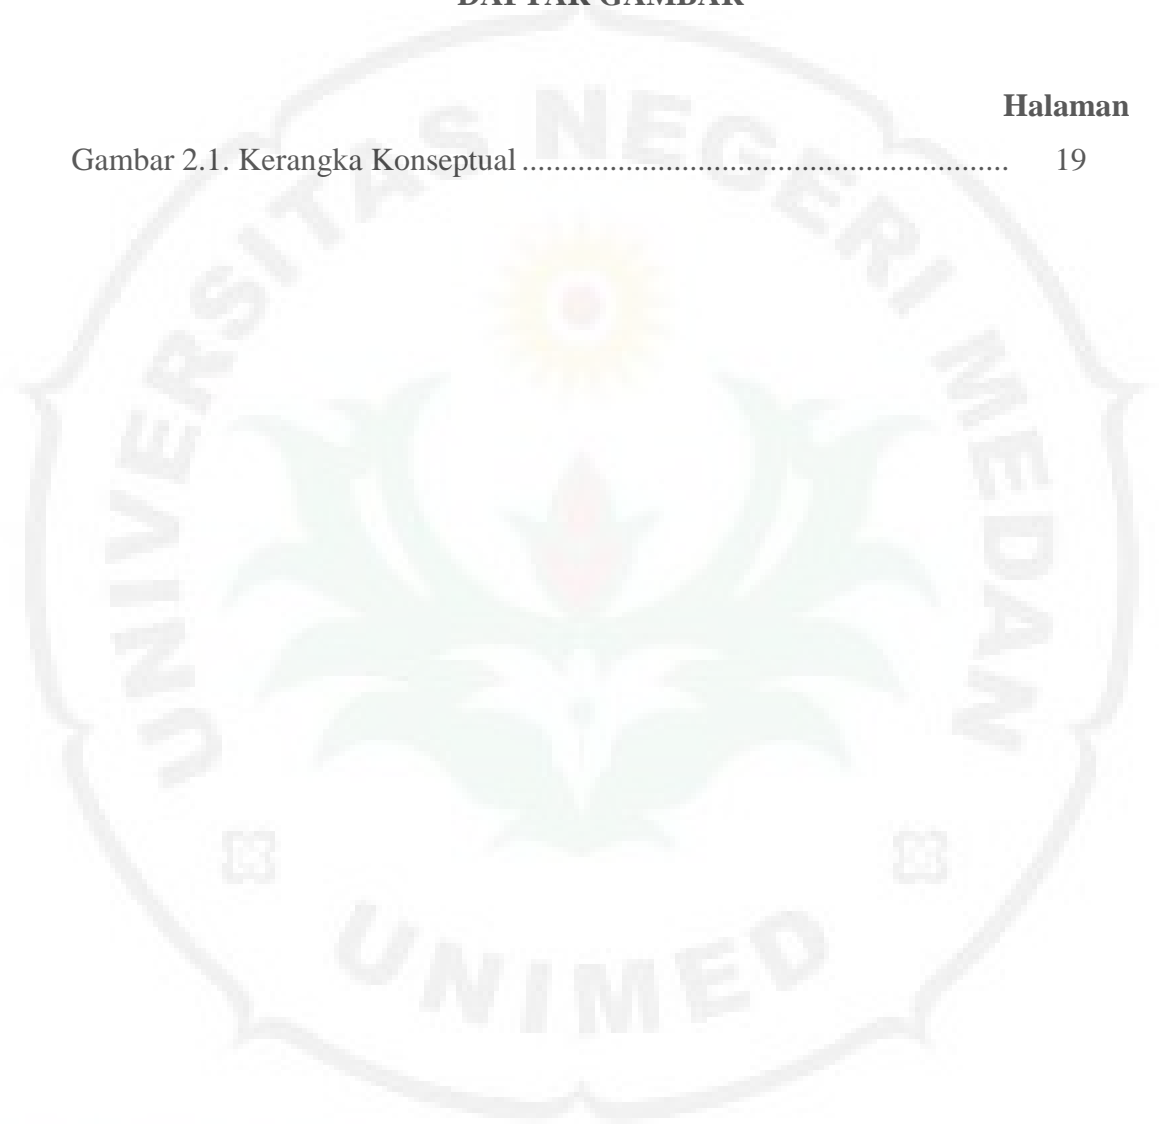 DAFTAR GAMBAR
Halaman
Gambar 2.1. Kerangka Konseptual ............................................................. 19
UNIVERSITAS NEGERI MEDAN
UNIMED